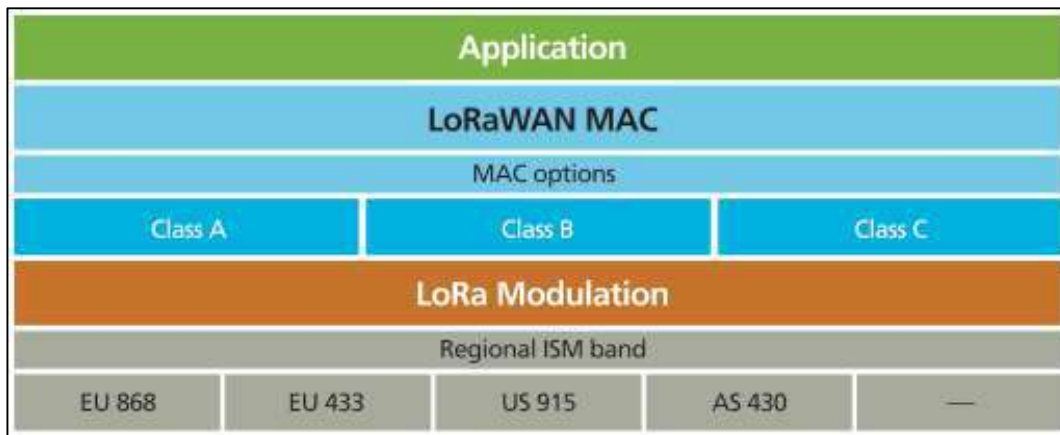 Application
LoRaWAN MAC
MAC options
Class A Class B Class C
LoRa Modulation
Regional ISM band
EU 868 EU 433 US 915 AS 430 —